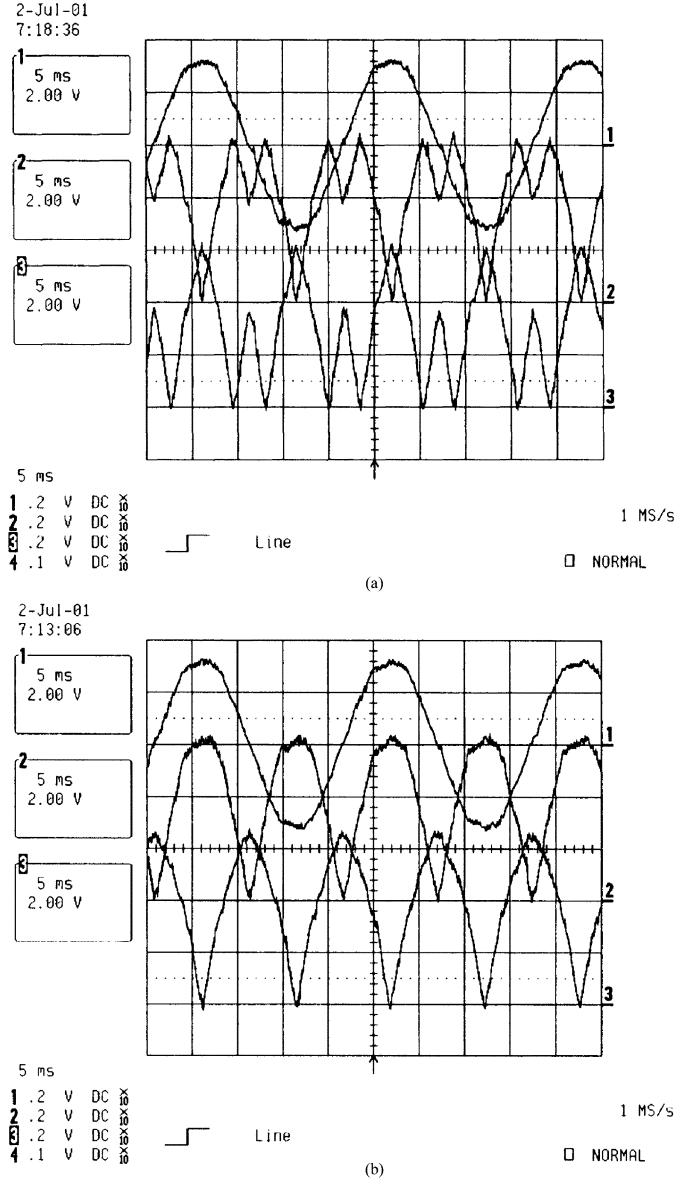 2-Jul-01
7:18:36
1
5 ms
2.00 V
2
5 ms
2.00 V
3
5 ms
2.00 V
1
2
3
5 ms
1 .2 V DC X10
2 .2 V DC X10
3 .2 V DC X10
4 .1 V DC X10
Line
1 MS/s
NORMAL
(a)
2-Jul-01
7:13:06
1
5 ms
2.00 V
2
5 ms
2.00 V
3
5 ms
2.00 V
1
2
3
5 ms
1 .2 V DC X10
2 .2 V DC X10
3 .2 V DC X10
4 .1 V DC X10
Line
1 MS/s
NORMAL
(b)